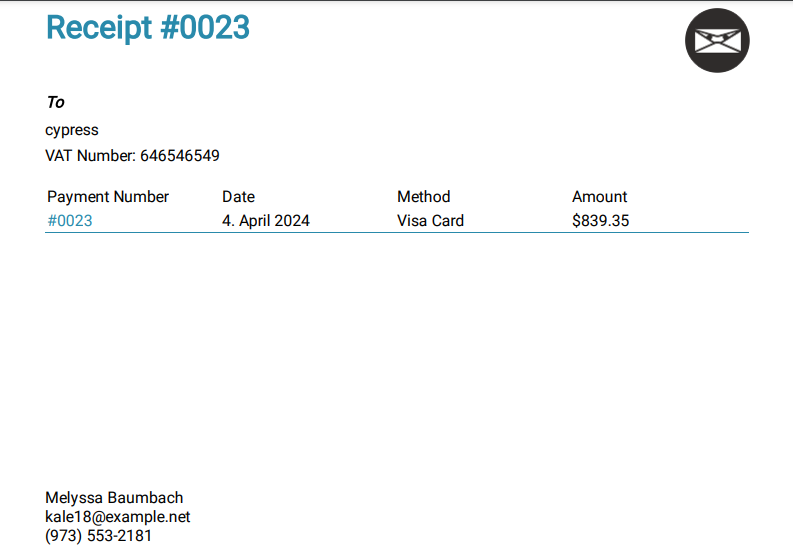 Receipt #0023
To
cypress
VAT Number: 646546549
Payment Number Date Method Amount
#0023 4. April 2024 Visa Card $839.35
Melyssa Baumbach
kale18@example.net
(973) 553-2181